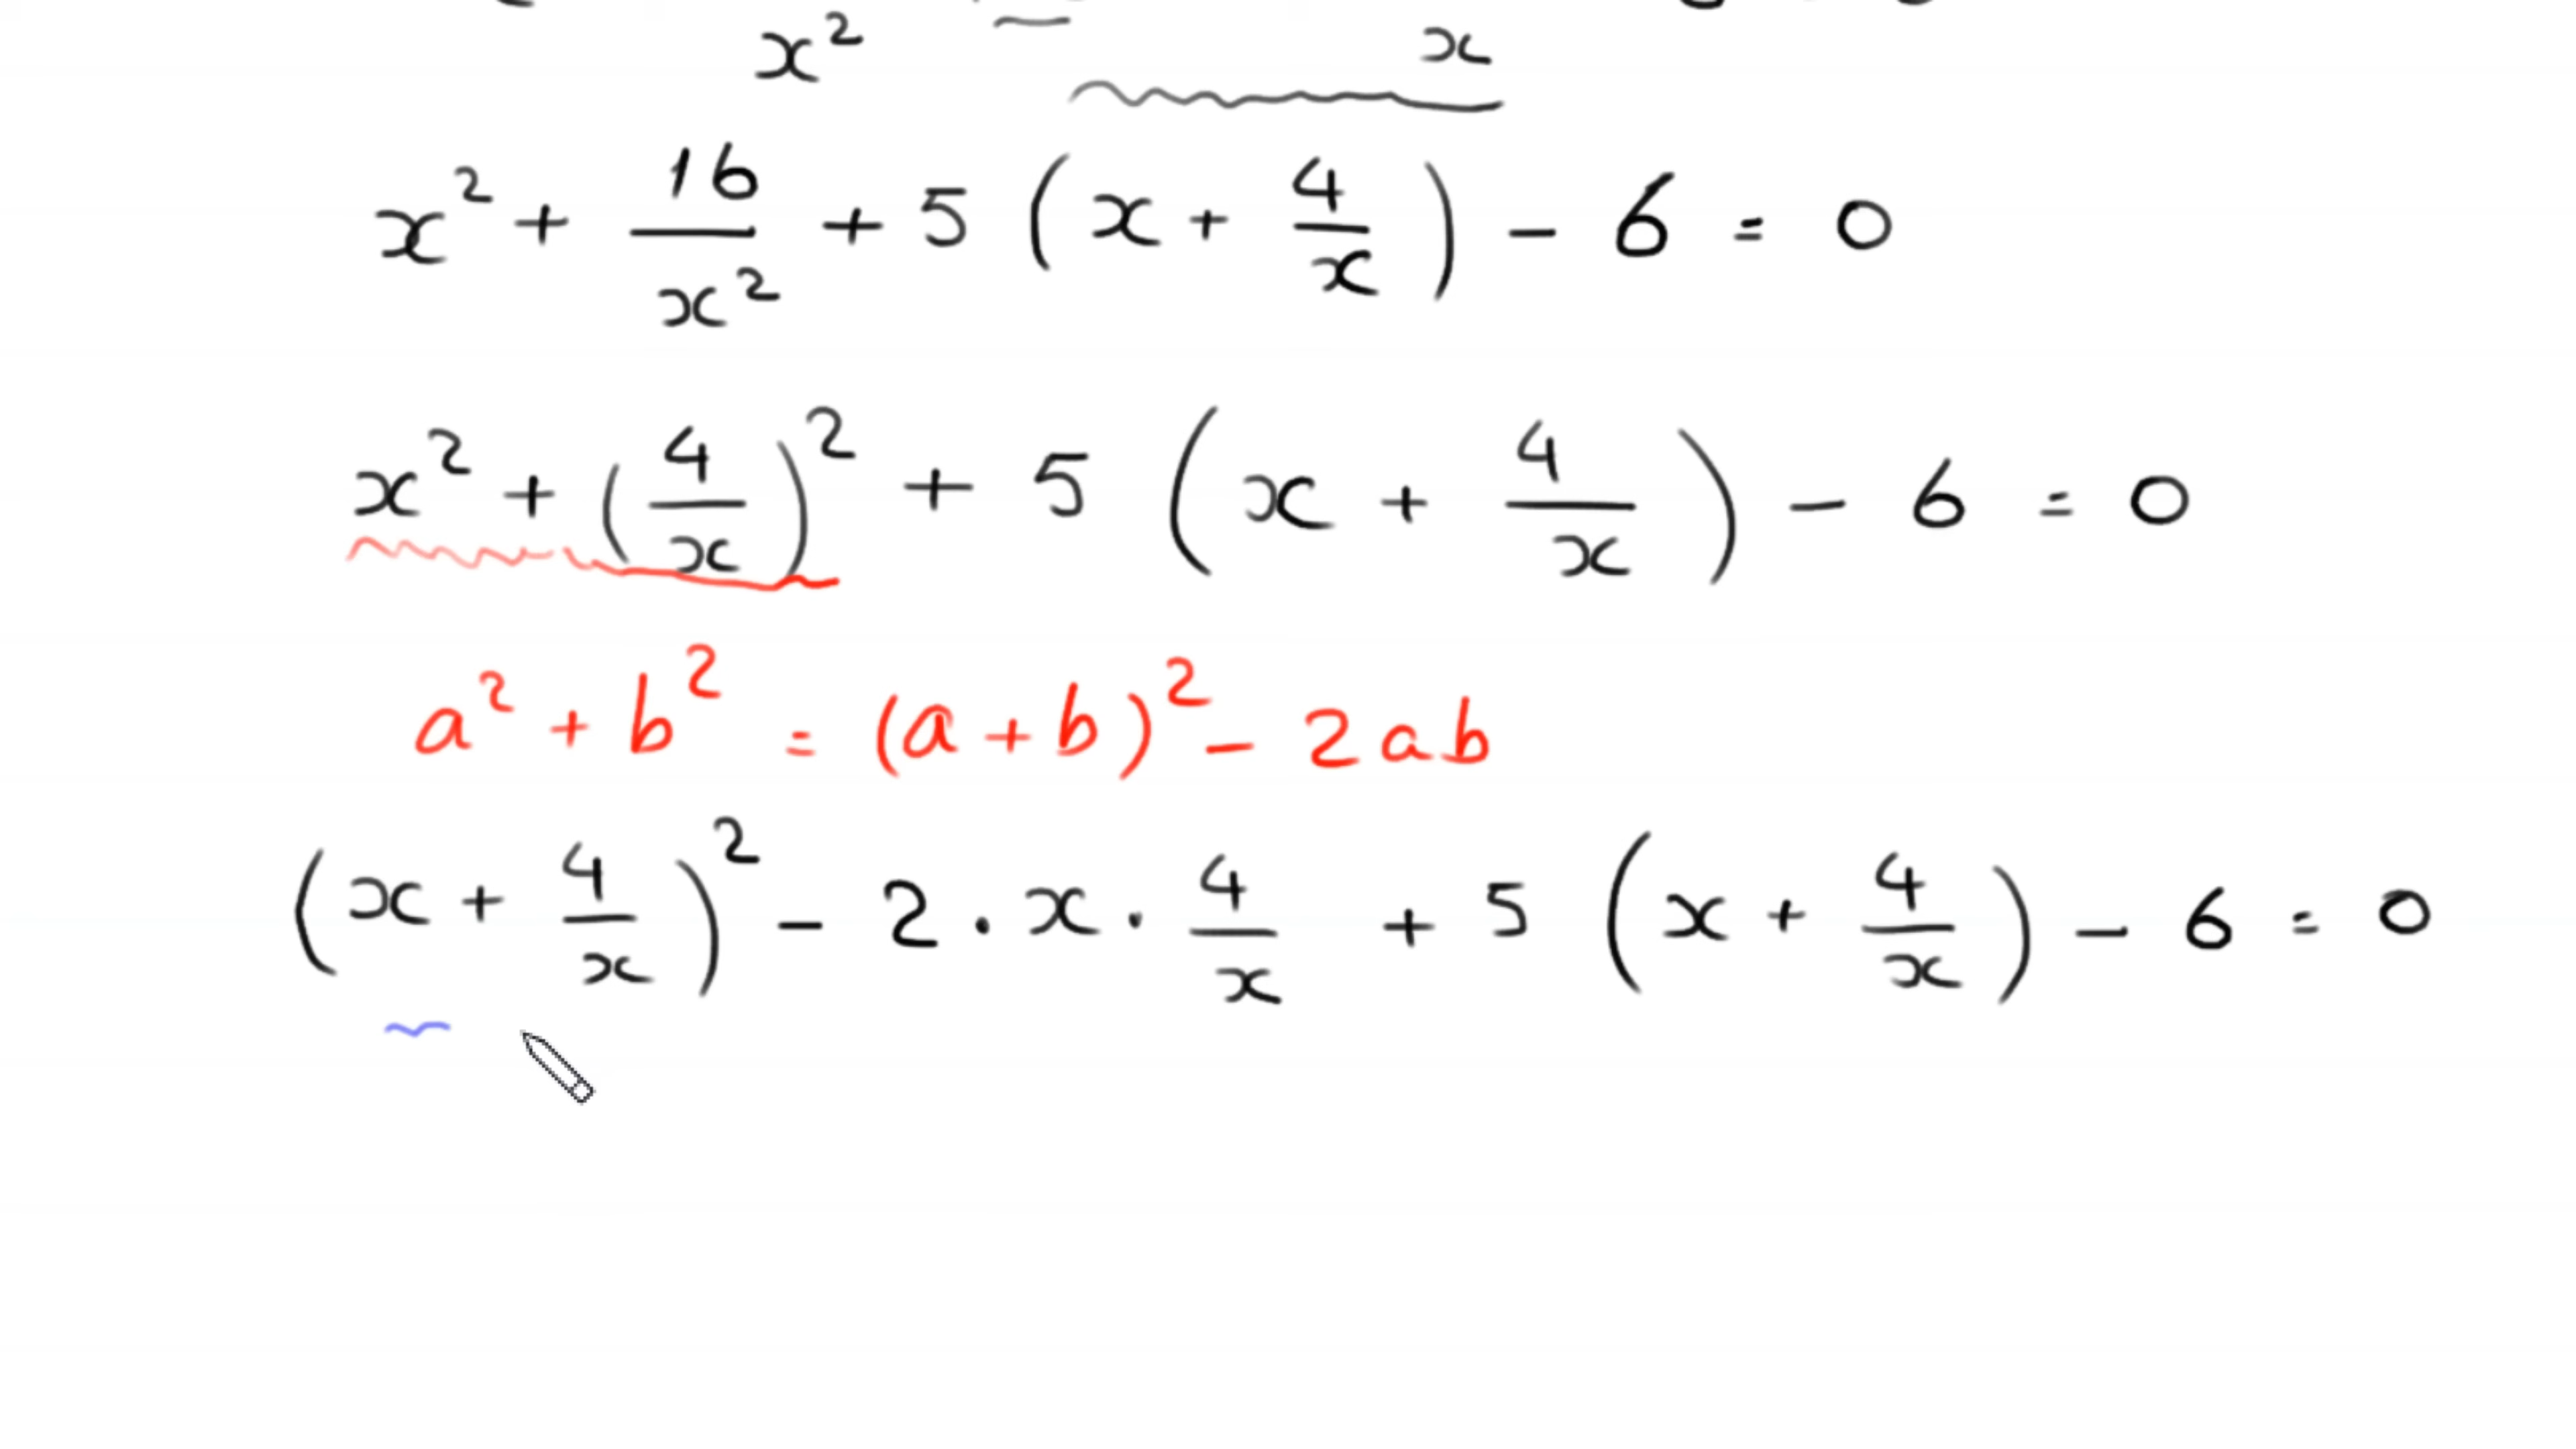 x² x
x² + 16/x² + 5 (x + 4/x) - 6 = 0
x² + (4/x)² + 5 (x + 4/x) - 6 = 0
a² + b² = (a + b)² - 2ab
(x + 4/x)² - 2 · x · 4/x + 5 (x + 4/x) - 6 = 0